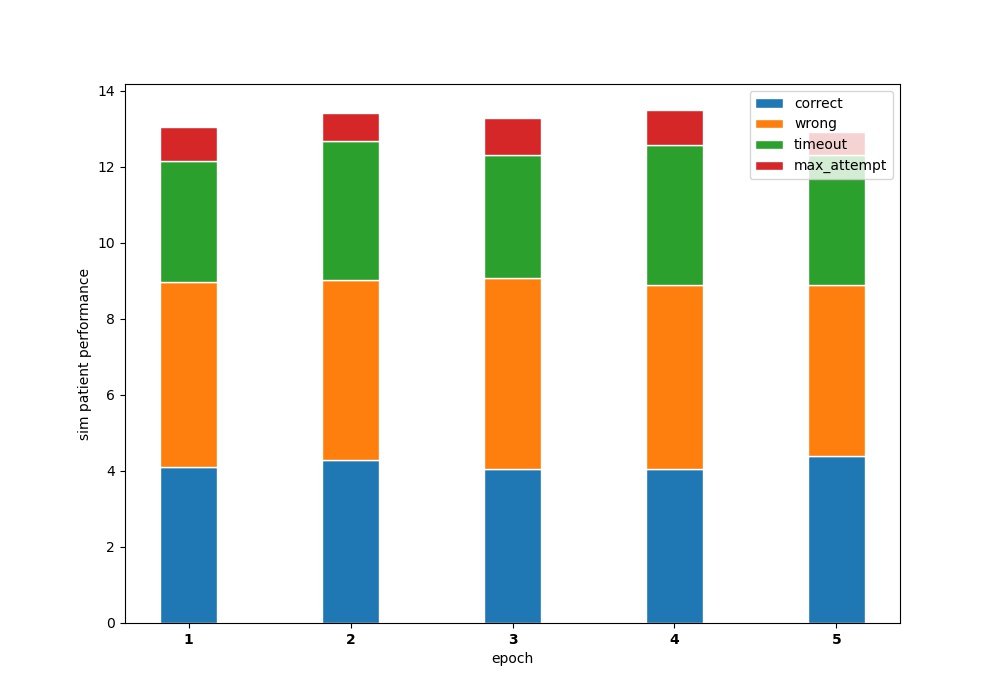 14
12
10
8
6
4
2
0
sim patient performance
correct
wrong
timeout
max_attempt
1 2 3 4 5
epoch